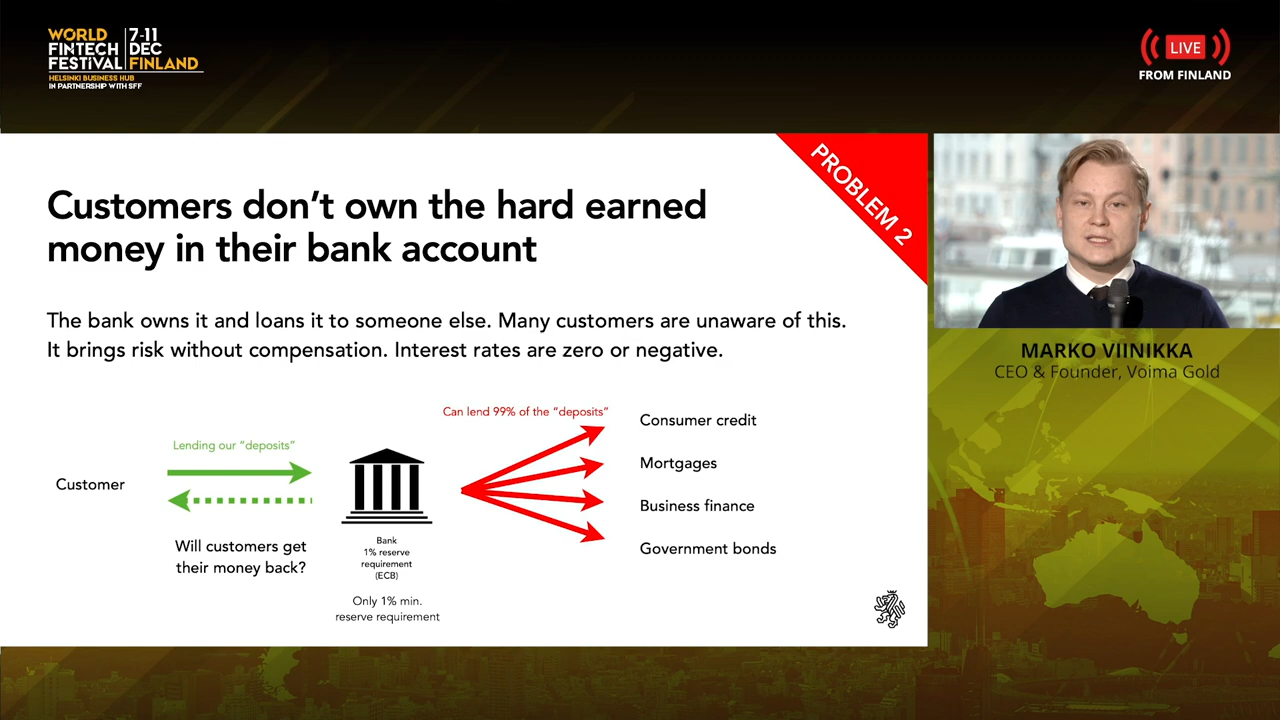 WORLD
FINTECH
FESTIVAL
7-11
DEC
FINLAND
HELSINKI BUSINESS HUB
IN PARTNERSHIP WITH SFF
LIVE
FROM FINLAND
PROBLEM 2
Customers don’t own the hard earned
money in their bank account
The bank owns it and loans it to someone else. Many customers are unaware of this.
It brings risk without compensation. Interest rates are zero or negative.
MARKO VIINIKKA
CEO & Founder, Voima Gold
Customer
Lending our “deposits”
Will customers get
their money back?
Bank
1% reserve
requirement
(ECB)
Only 1% min.
reserve requirement
Can lend 99% of the “deposits”
Consumer credit
Mortgages
Business finance
Government bonds